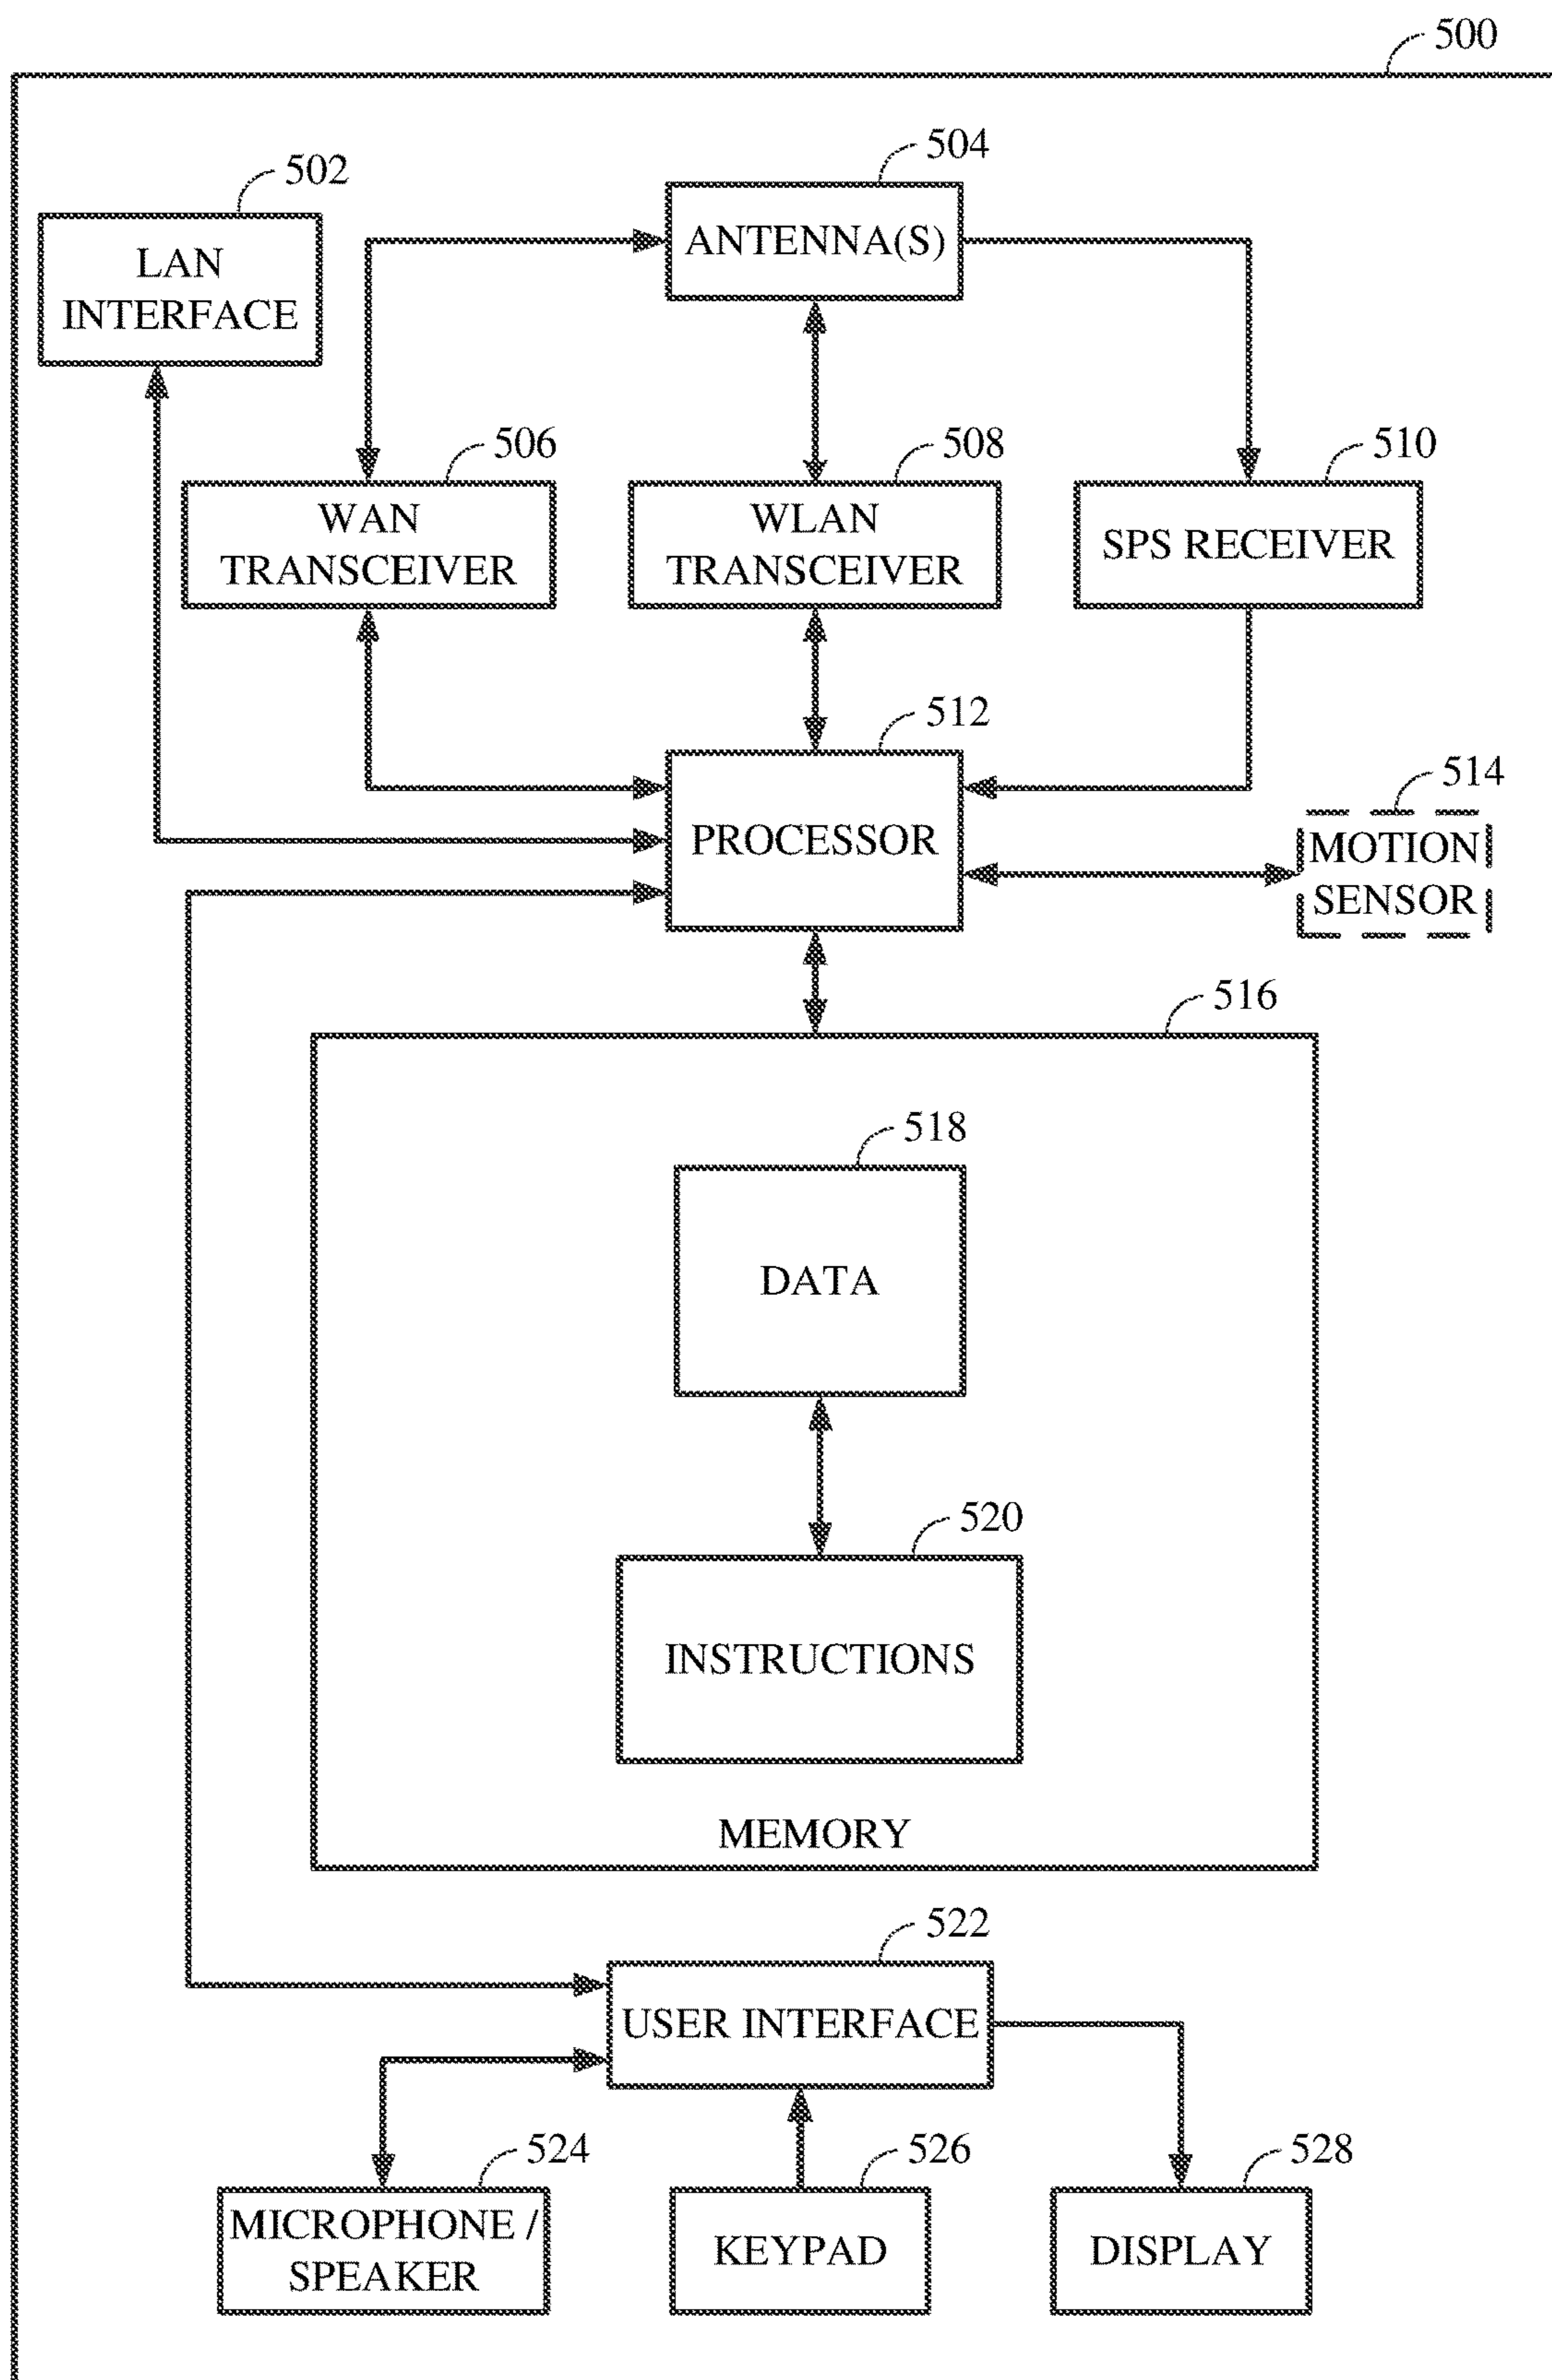 500
504
502
ANTENNA(S)
LAN
INTERFACE
506
508
510
WAN
TRANSCEIVER
WLAN
TRANSCEIVER
SPS RECEIVER
512
514
PROCESSOR
MOTION
SENSOR
516
518
DATA
520
INSTRUCTIONS
MEMORY
522
USER INTERFACE
524
526
528
MICROPHONE /
SPEAKER
KEYPAD
DISPLAY